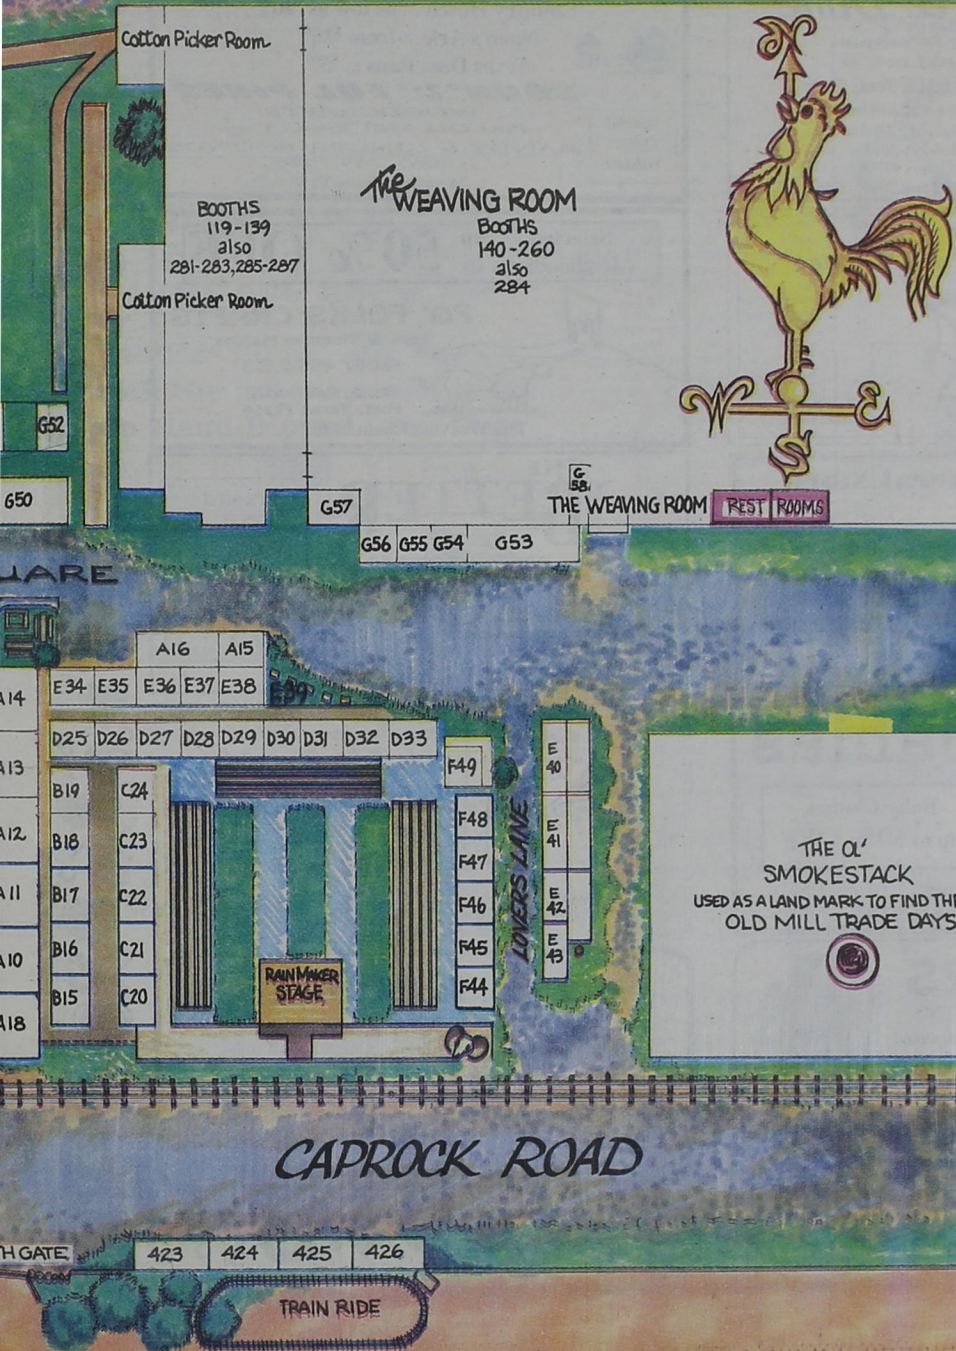 Cotton Picker Room
N
The
WEAVING ROOM
BOOTHS
119-139
also
281-283,285-287
BOOTHS
140-260
also
284
Cotton Picker Room
W
E
S
G52
G50
G57
G
58
THE WEAVING ROOM
REST ROOMS
G56 G55 G54 G53
UARE
A16 A15
A14
E34 E35 E36 E37 E38 E39
D25 D26 D27 D28 D29 D30 D31 D32 D33
A13
B19
C24
F49
E
40
A12
B18
C23
F48
F47
E
41
A11
B17
C22
F46
E
42
A10
B16
C21
F45
E
43
A18
B15
C20
F44
LOVERS LANE
RAIN MAKER
STAGE
THE OL'
SMOKESTACK
USED AS A LAND MARK TO FIND THE
OLD MILL TRADE DAYS
CAPROCK ROAD
H GATE
423 424 425 426
TRAIN RIDE